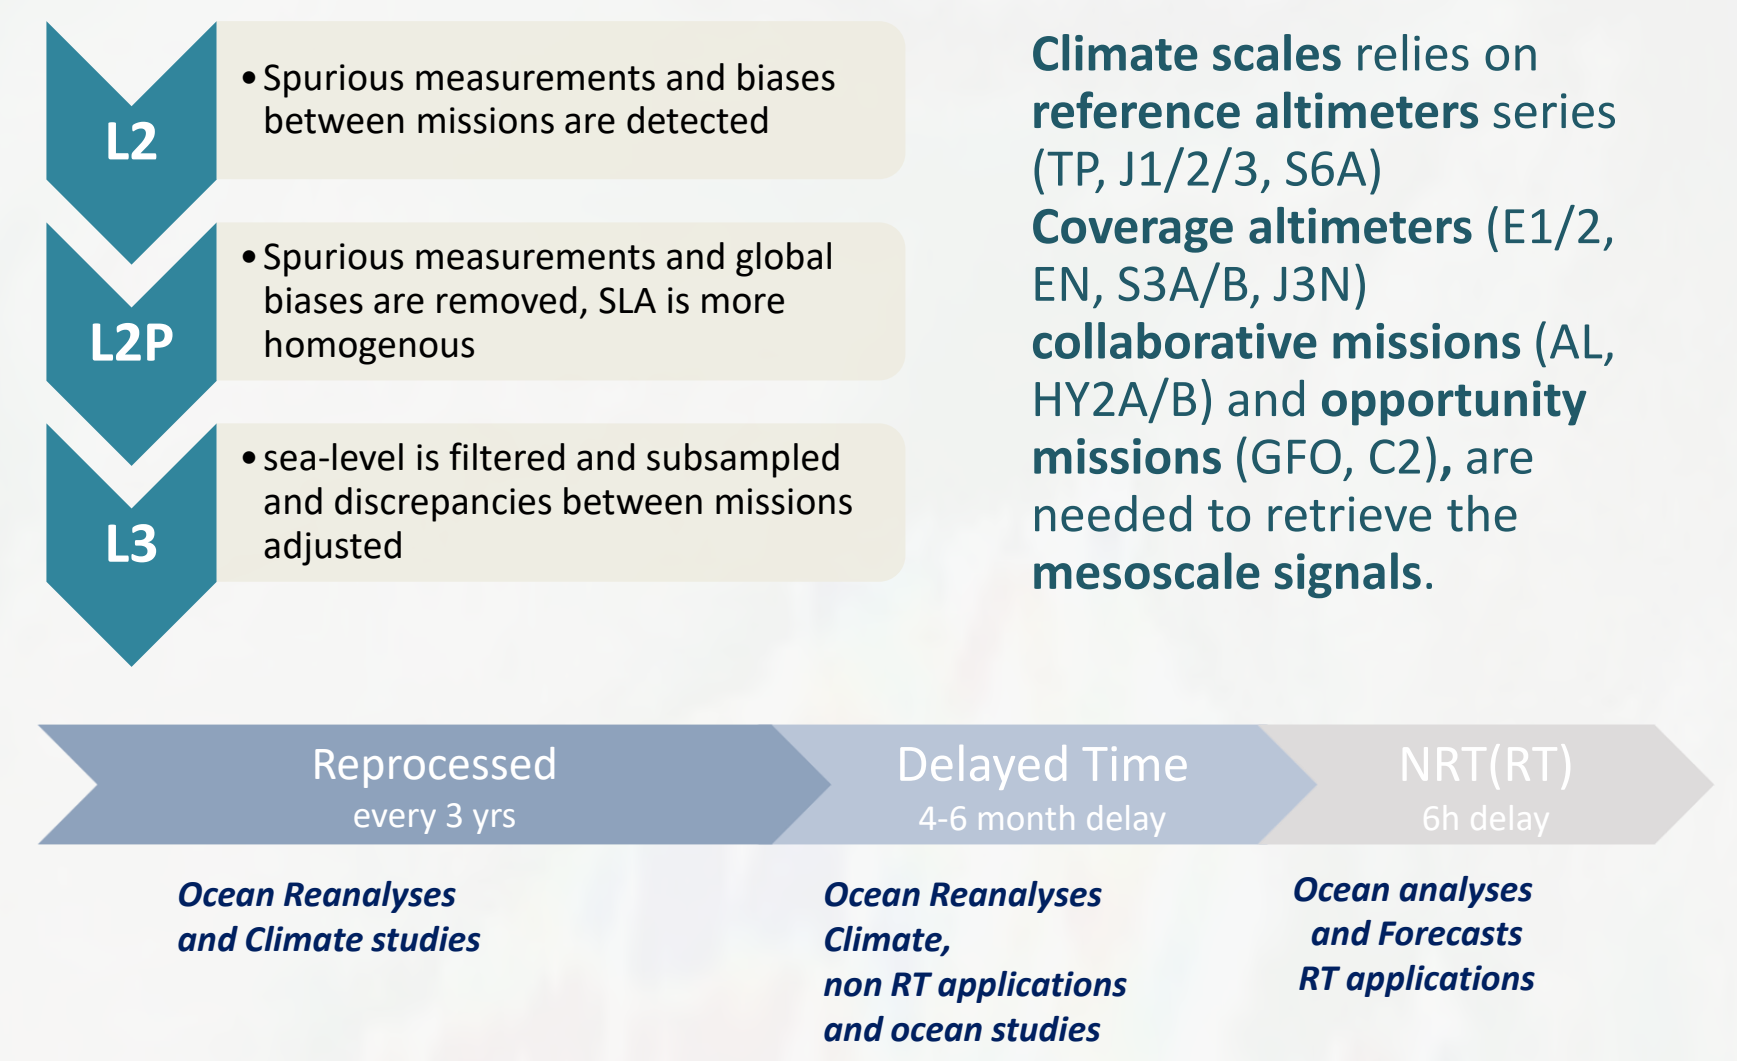 L2
•Spurious measurements and biases
between missions are detected
L2P
•Spurious measurements and global
biases are removed, SLA is more
homogenous
L3
•sea-level is filtered and subsampled
and discrepancies between missions
adjusted
Climate scales relies on
reference altimeters series
(TP, J1/2/3, S6A)
Coverage altimeters (E1/2,
EN, S3A/B, J3N)
collaborative missions (AL,
HY2A/B) and opportunity
missions (GFO, C2), are
needed to retrieve the
mesoscale signals.
Reprocessed
every 3 yrs
Delayed Time
4-6 month delay
NRT(RT)
6h delay
Ocean Reanalyses
and Climate studies
Ocean Reanalyses
Climate,
non RT applications
and ocean studies
Ocean analyses
and Forecasts
RT applications